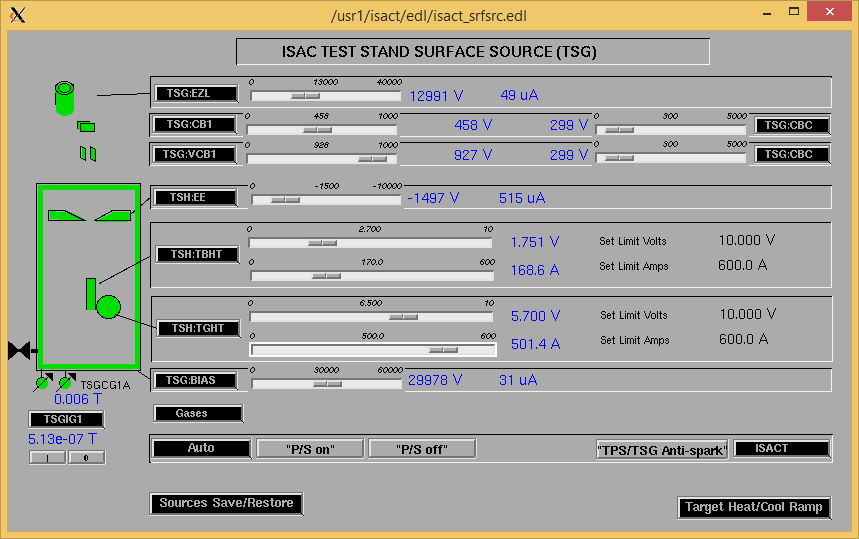 /usr1/isact/edl/isact_srfsrc.edl
ISAC TEST STAND SURFACE SOURCE (TSG)
TSG:EZL 0 13000 40000 12991 V 49 uA
TSG:CB1 0 458 1000 458 V 299 V 0 300 5000 TSG:CBC
TSG:VCB1 0 928 1000 927 V 299 V 0 300 5000 TSG:CBC
TSH:EE 0 -1500 -10000 -1497 V 515 uA
TSH:TBHT
0 2.700 10 1.751 V Set Limit Volts 10.000 V
0 170.0 600 168.6 A Set Limit Amps 600.0 A
TSH:TGHT
0 6.500 10 5.700 V Set Limit Volts 10.000 V
0 500.0 600 501.4 A Set Limit Amps 600.0 A
TSG:BIAS 0 30000 60000 29978 V 31 uA
TSGCG1A
0.006 T
TSGIG1
5.13e-07 T
I 0
Gases
Auto "P/S on" "P/S off" "TPS/TSG Anti-spark" ISACT
Sources Save/Restore Target Heat/Cool Ramp